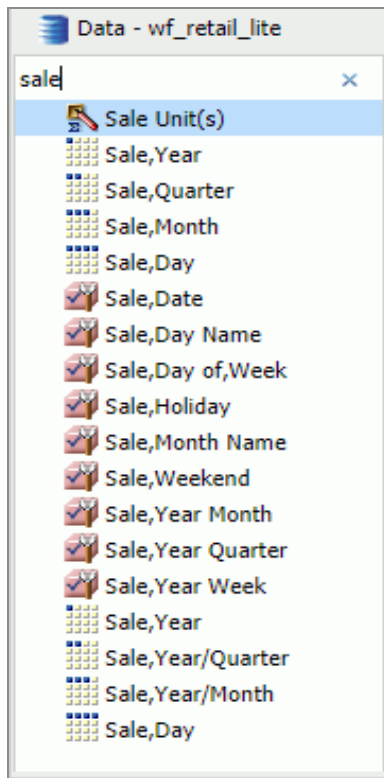 Data - wf_retail_lite
sale
Sale Unit(s)
Sale,Year
Sale,Quarter
Sale,Month
Sale,Day
Sale,Date
Sale,Day Name
Sale,Day of,Week
Sale,Holiday
Sale,Month Name
Sale,Weekend
Sale,Year Month
Sale,Year Quarter
Sale,Year Week
Sale,Year
Sale,Year/Quarter
Sale,Year/Month
Sale,Day